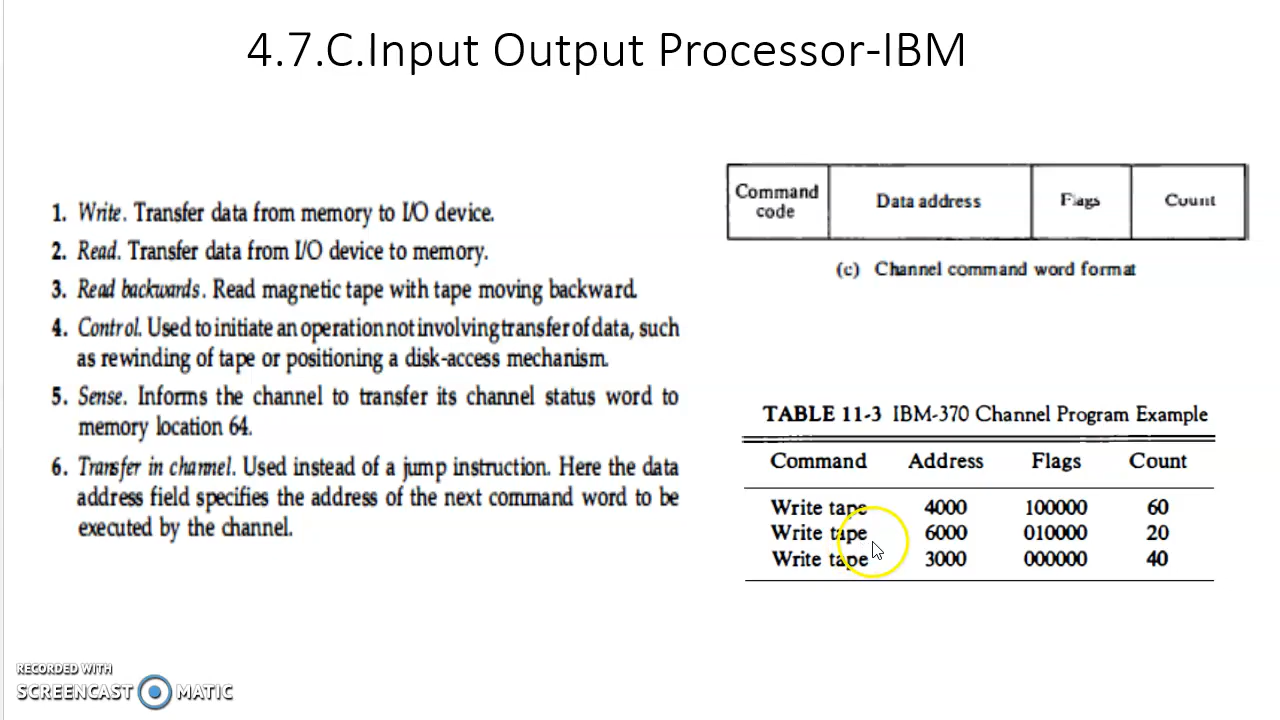 4.7.C.Input Output Processor-IBM
1. Write. Transfer data from memory to I/O device.
2. Read. Transfer data from I/O device to memory.
3. Read backwards. Read magnetic tape with tape moving backward.
4. Control. Used to initiate an operation not involving transfer of data, such
as rewinding of tape or positioning a disk-access mechanism.
5. Sense. Informs the channel to transfer its channel status word to
memory location 64.
6. Transfer in channel. Used instead of a jump instruction. Here the data
address field specifies the address of the next command word to be
executed by the channel.
Command
code
Data address
Flags
Count
(c) Channel command word format
TABLE 11-3 IBM-370 Channel Program Example
Command Address Flags Count
Write tape 4000 100000 60
Write tape 6000 010000 20
Write tape 3000 000000 40
RECORDED WITH
SCREENCAST MATIC